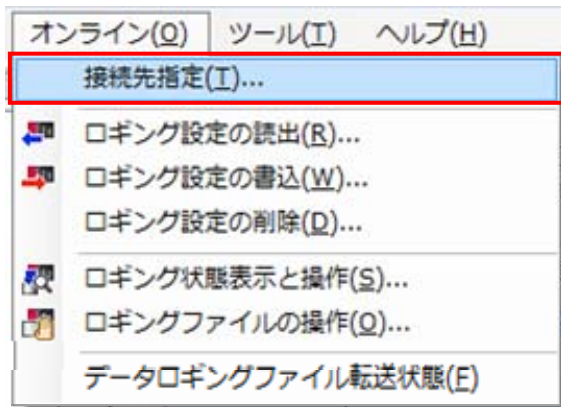 オンライン(O) ツール(T) ヘルプ(H)
接続先指定(T)...
ロギング設定の読出(R)...
ロギング設定の書込(W)...
ロギング設定の削除(D)...
ロギング状態表示と操作(S)...
ロギングファイルの操作(O)...
データロギングファイル転送状態(F)